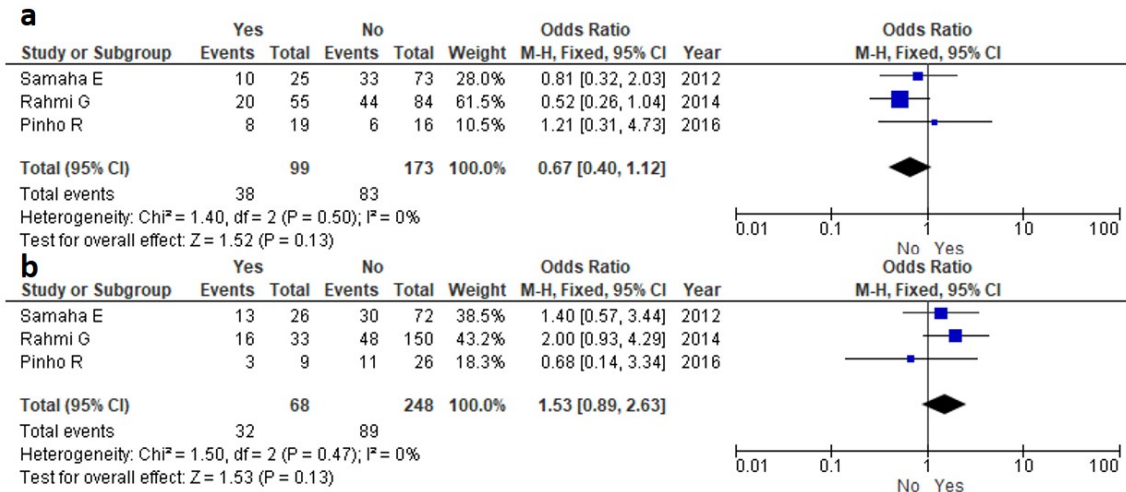 a
Yes No Odds Ratio Odds Ratio
Study or Subgroup Events Total Events Total Weight M-H, Fixed, 95% CI Year M-H, Fixed, 95% CI
Samaha E 10 25 33 73 28.0% 0.81 [0.32, 2.03] 2012
Rahmi G 20 55 44 84 61.5% 0.52 [0.26, 1.04] 2014
Pinho R 8 19 6 16 10.5% 1.21 [0.31, 4.73] 2016
Total (95% CI) 99 173 100.0% 0.67 [0.40, 1.12]
Total events 38 83
Heterogeneity: Chi² = 1.40, df = 2 (P = 0.50); I² = 0%
Test for overall effect: Z = 1.52 (P = 0.13)
0.01 0.1 1 10 100
No Yes
b
Yes No Odds Ratio Odds Ratio
Study or Subgroup Events Total Events Total Weight M-H, Fixed, 95% CI Year M-H, Fixed, 95% CI
Samaha E 13 26 30 72 38.5% 1.40 [0.57, 3.44] 2012
Rahmi G 16 33 48 150 43.2% 2.00 [0.93, 4.29] 2014
Pinho R 3 9 11 26 18.3% 0.68 [0.14, 3.34] 2016
Total (95% CI) 68 248 100.0% 1.53 [0.89, 2.63]
Total events 32 89
Heterogeneity: Chi² = 1.50, df = 2 (P = 0.47); I² = 0%
Test for overall effect: Z = 1.53 (P = 0.13)
0.01 0.1 1 10 100
No Yes